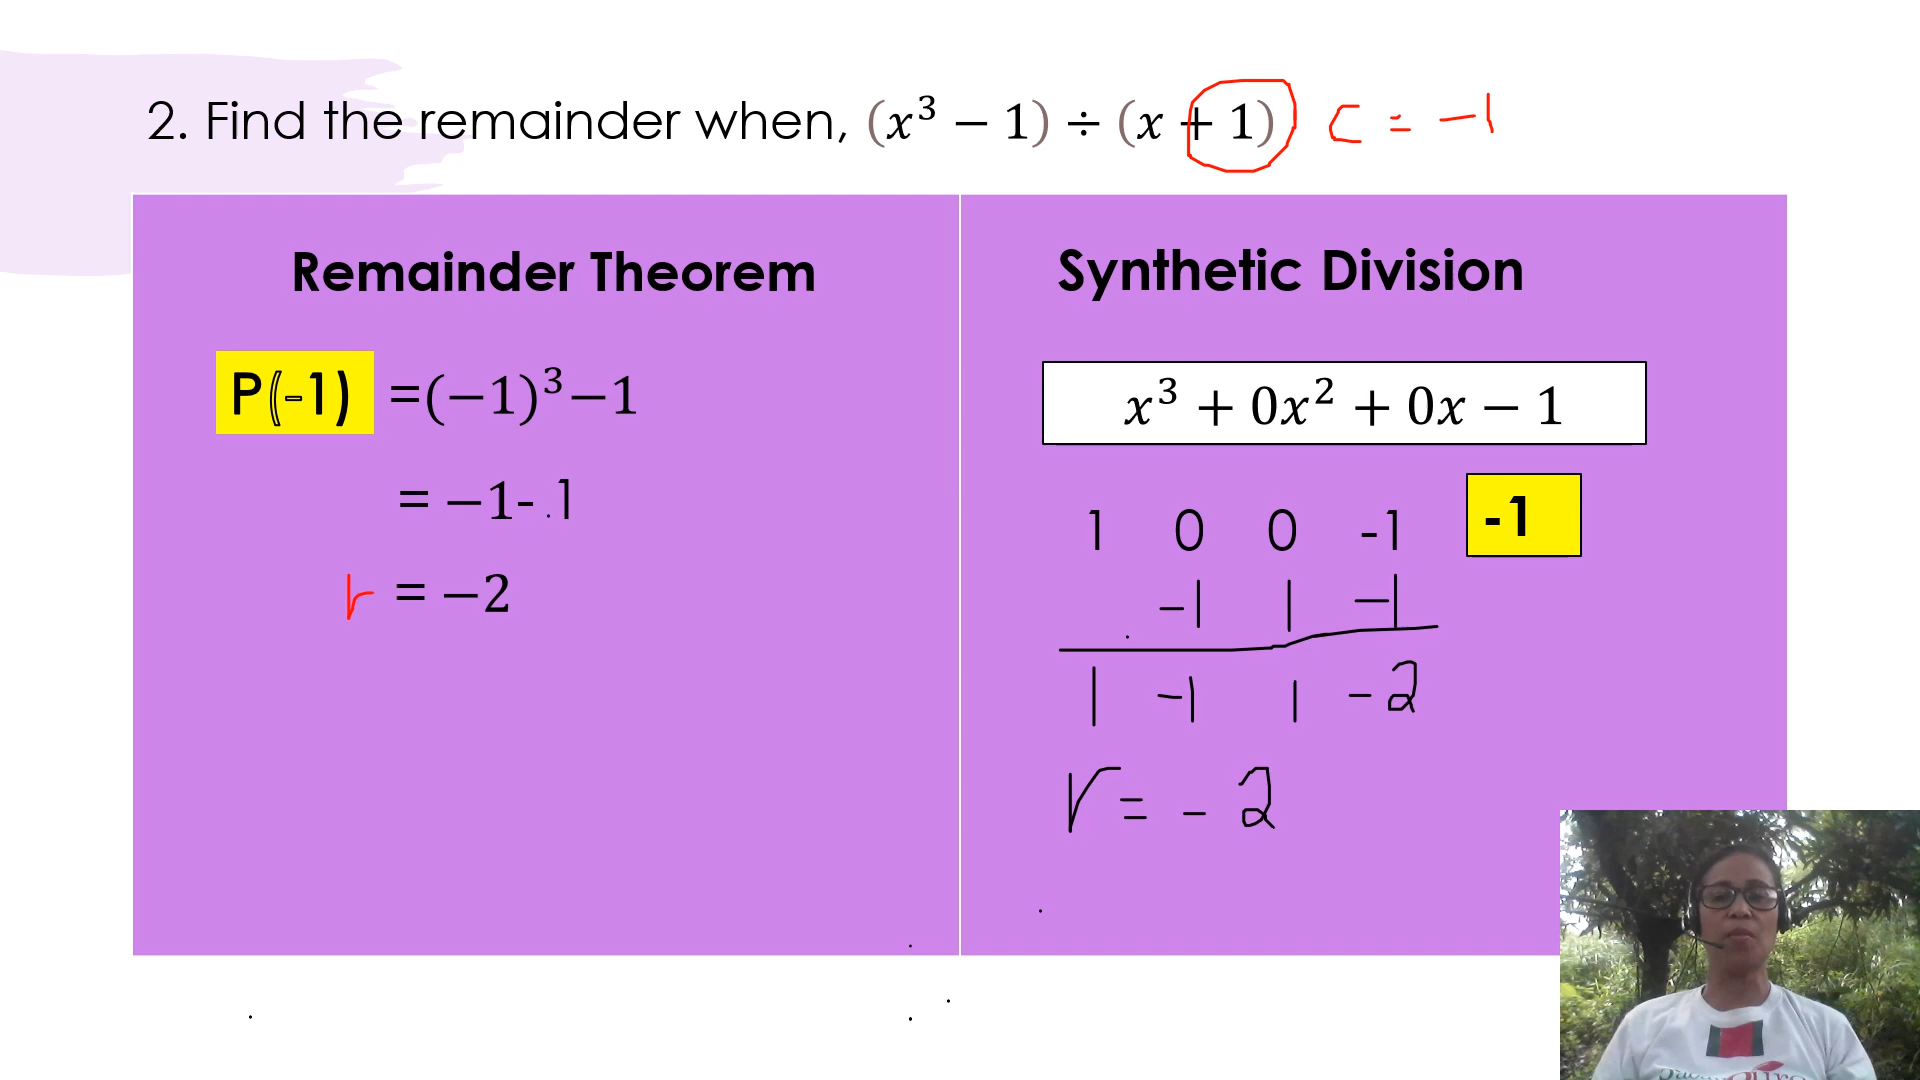 2. Find the remainder when, (x³ − 1) ÷ (x + 1) c = -1
Remainder Theorem
P(-1) =(−1)³−1
= −1- 1
r = −2
Synthetic Division
x³ + 0x² + 0x − 1
1 0 0 -1 -1
-1 1 -1
1 -1 1 -2
r = - 2